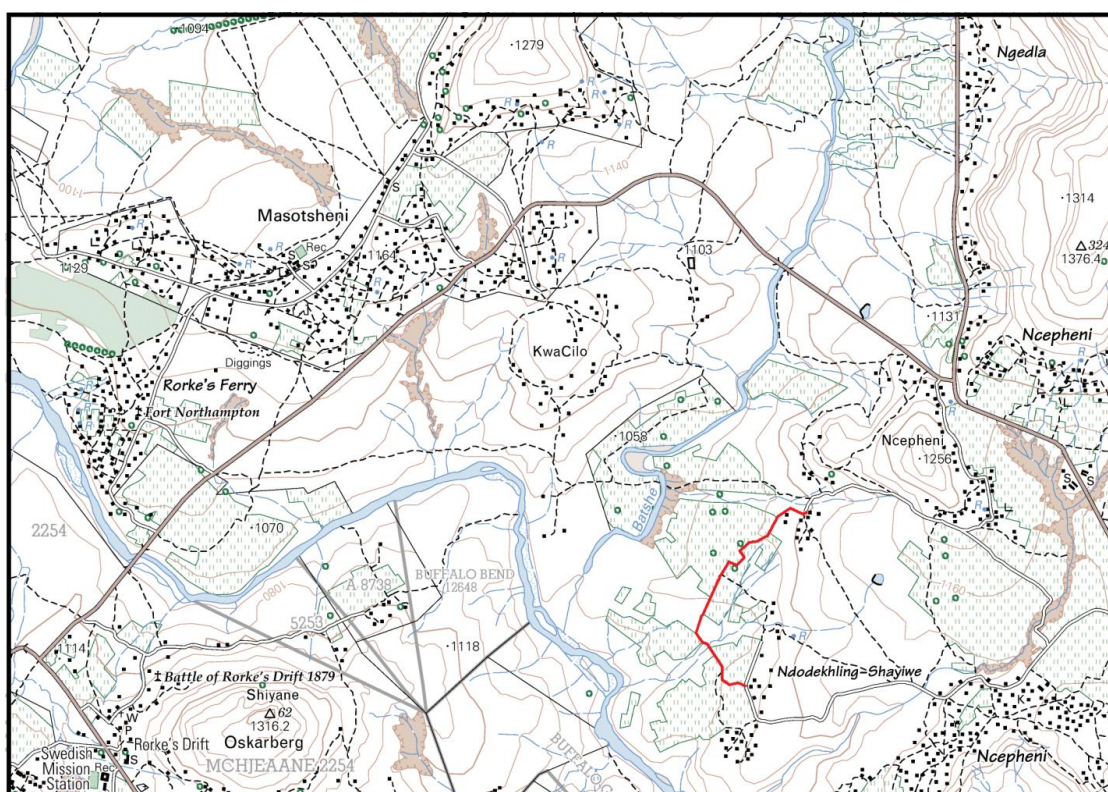 ·1094
·1279
Ngedla
R
R
R
R
1100
1140
·1314
Masotsheni
S
R
Rec
S
SP
R
1164
R
1103
△ 324
1376.4
1129
R
·1131
Ncepheni
R
KwaCilo
Diggings
R
Rorke's Ferry
R
R
R
Fort Northampton
·1058
Ncepheni
·1256
S
S
Batshe
R
2254
·1070
1080
A 8738
BUFFALO BEND
12648
1160
5253
R
·1114
·1118
Ndodekhling-Shayiwe
Battle of Rorke's Drift 1879
Shiyane
△ 62
1316.2
Oskarberg
W
P
Rorke's Drift
S
Swedish
Mission
Station
Rec
MCHJEAANE 2254
Ncepheni